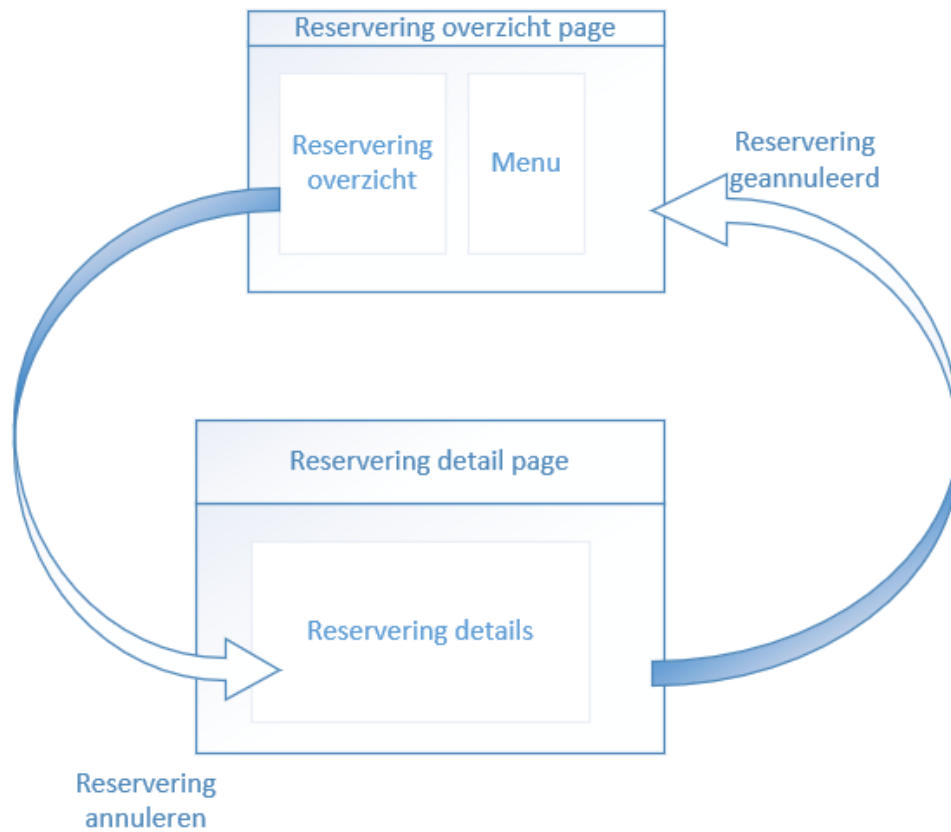 Reservering overzicht page
Reservering
overzicht
Menu
Reservering
geannuleerd
Reservering detail page
Reservering details
Reservering
annuleren